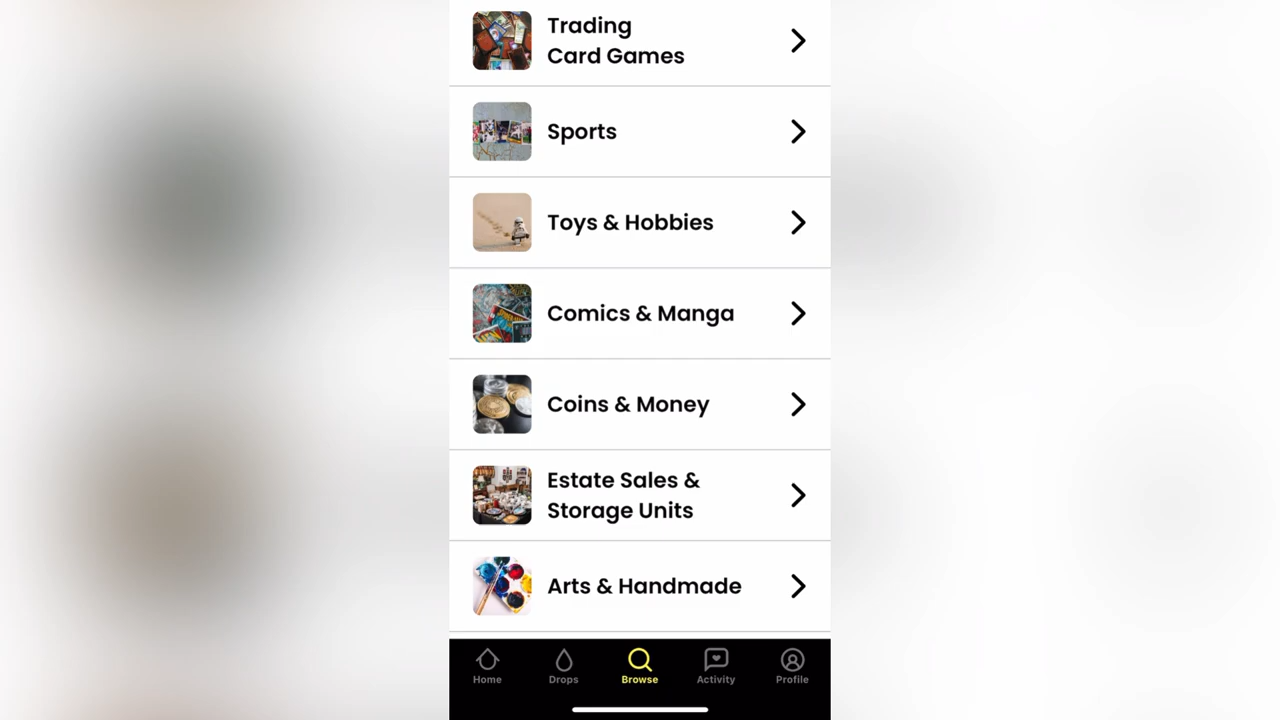 Trading
Card Games
Sports
Toys & Hobbies
Comics & Manga
Coins & Money
Estate Sales &
Storage Units
Arts & Handmade
Home
Drops
Browse
Activity
Profile